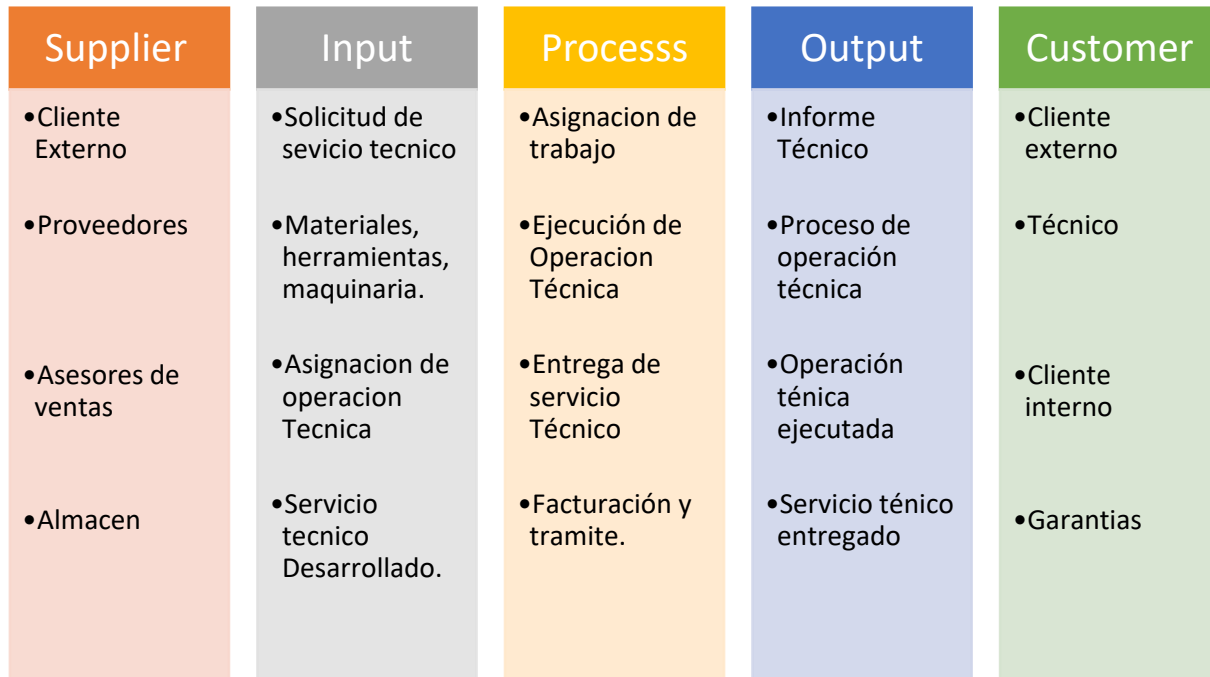 Supplier
•Cliente
Externo
•Proveedores
•Asesores de
ventas
•Almacen
Input
•Solicitud de
sevicio tecnico
•Materiales,
herramientas,
maquinaria.
•Asignacion de
operacion
Tecnica
•Servicio
tecnico
Desarrollado.
Processs
•Asignacion de
trabajo
•Ejecución de
Operacion
Técnica
•Entrega de
servicio
Técnico
•Facturación y
tramite.
Output
•Informe
Técnico
•Proceso de
operación
técnica
•Operación
ténica
ejecutada
•Servicio ténico
entregado
Customer
•Cliente
externo
•Técnico
•Cliente
interno
•Garantias